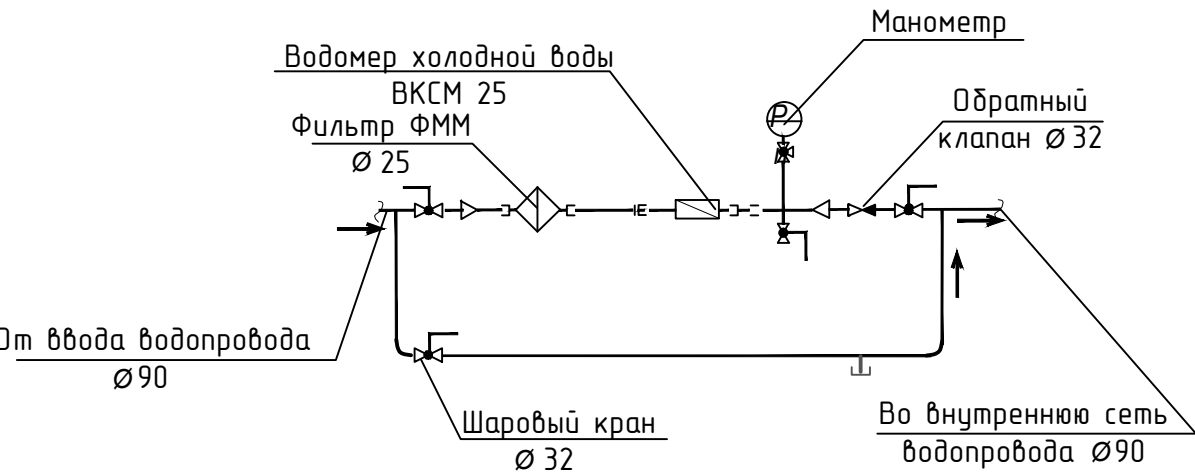 Манометр
Водомер холодной воды
ВКСМ 25
Обратный
клапан Ø 32
Фильтр ФММ
Ø 25
P
От ввода водопровода
Ø 90
Шаровый кран
Ø 32
Во внутреннюю сеть
водопровода Ø90